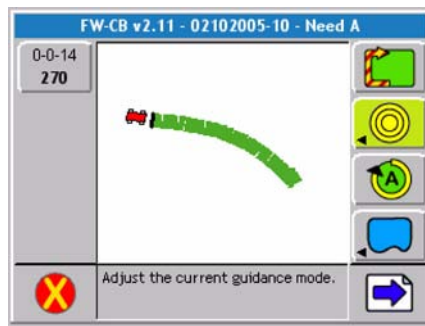 FW-CB v2.11 - 02102005-10 - Need A
0-0-14
270
A
Adjust the current guidance mode.